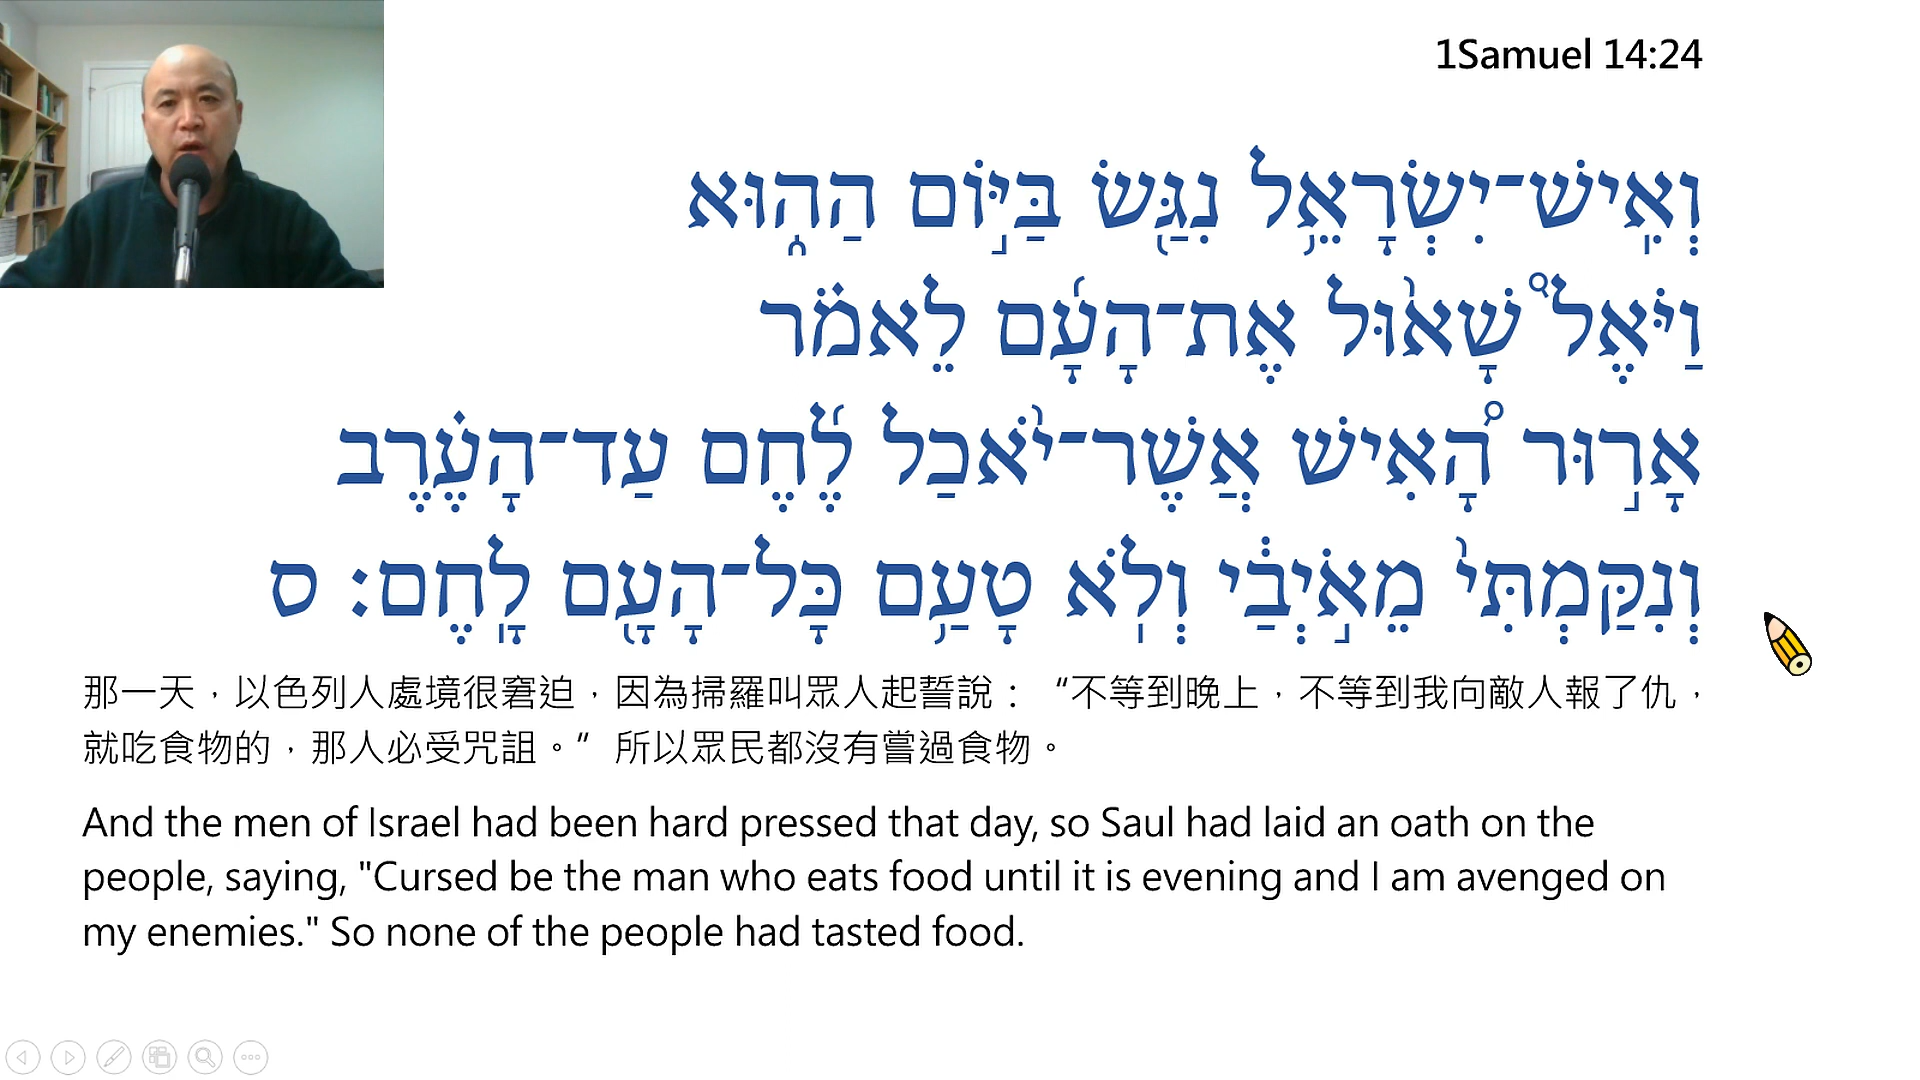 1Samuel 14:24
וְאִֽישׁ־יִשְׂרָאֵ֥ל נִגַּ֖שׂ בַּיּ֣וֹם הַה֑וּא
וַיֹּאֶל֩ שָׁא֨וּל אֶת־הָעָ֜ם לֵאמֹ֗ר
אָר֣וּר הָ֠אִישׁ אֲשֶׁר־יֹ֨אכַל לֶ֜חֶם עַד־הָעֶ֗רֶב
וְנִקַּמְתִּי֙ מֵאֹ֣יְבַ֔י וְלֹֽא טָעַ֥ם כָּל־הָעָ֖ם לָֽחֶם׃ ס
那一天，以色列人處境很窘迫，因為掃羅叫眾人起誓說：“不等到晚上，不等到我向敵人報了仇，
就吃食物的，那人必受咒詛。”所以眾民都沒有嘗過食物。
And the men of Israel had been hard pressed that day, so Saul had laid an oath on the
people, saying, "Cursed be the man who eats food until it is evening and I am avenged on
my enemies." So none of the people had tasted food.